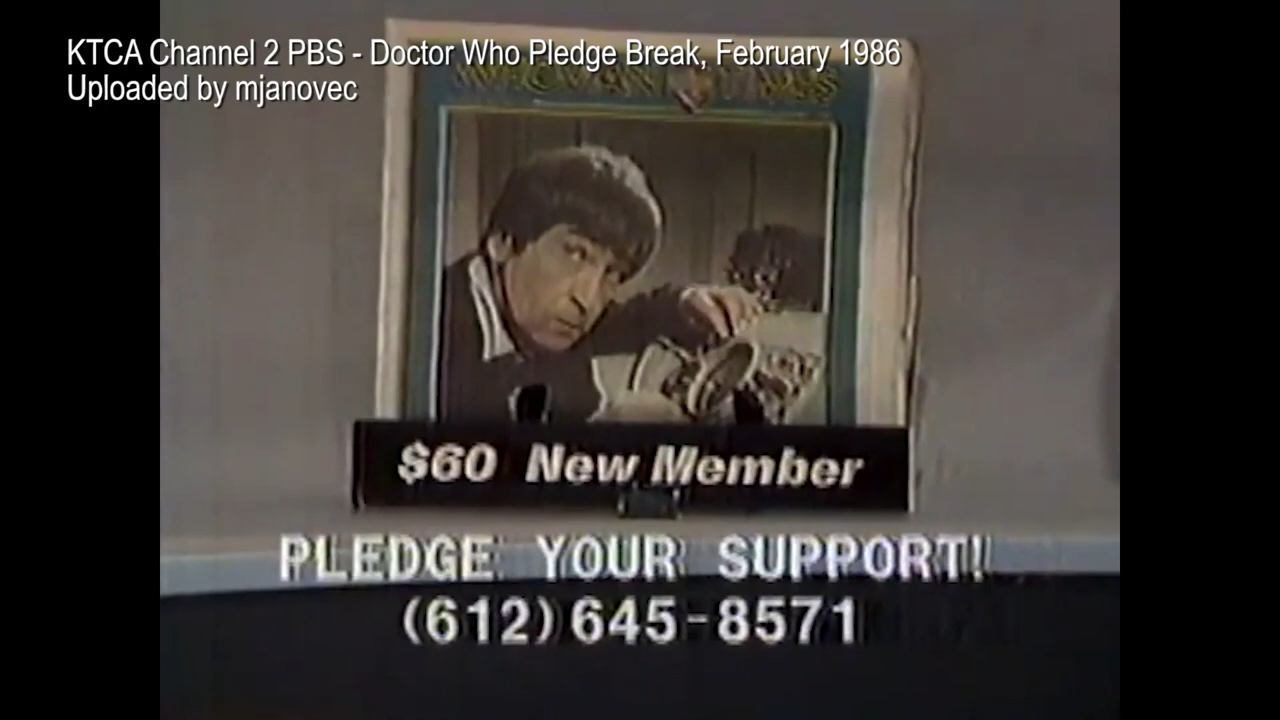 KTCA Channel 2 PBS - Doctor Who Pledge Break, February 1986
Uploaded by mjanovec
$60 New Member
PLEDGE YOUR SUPPORT!
(612)645-8571